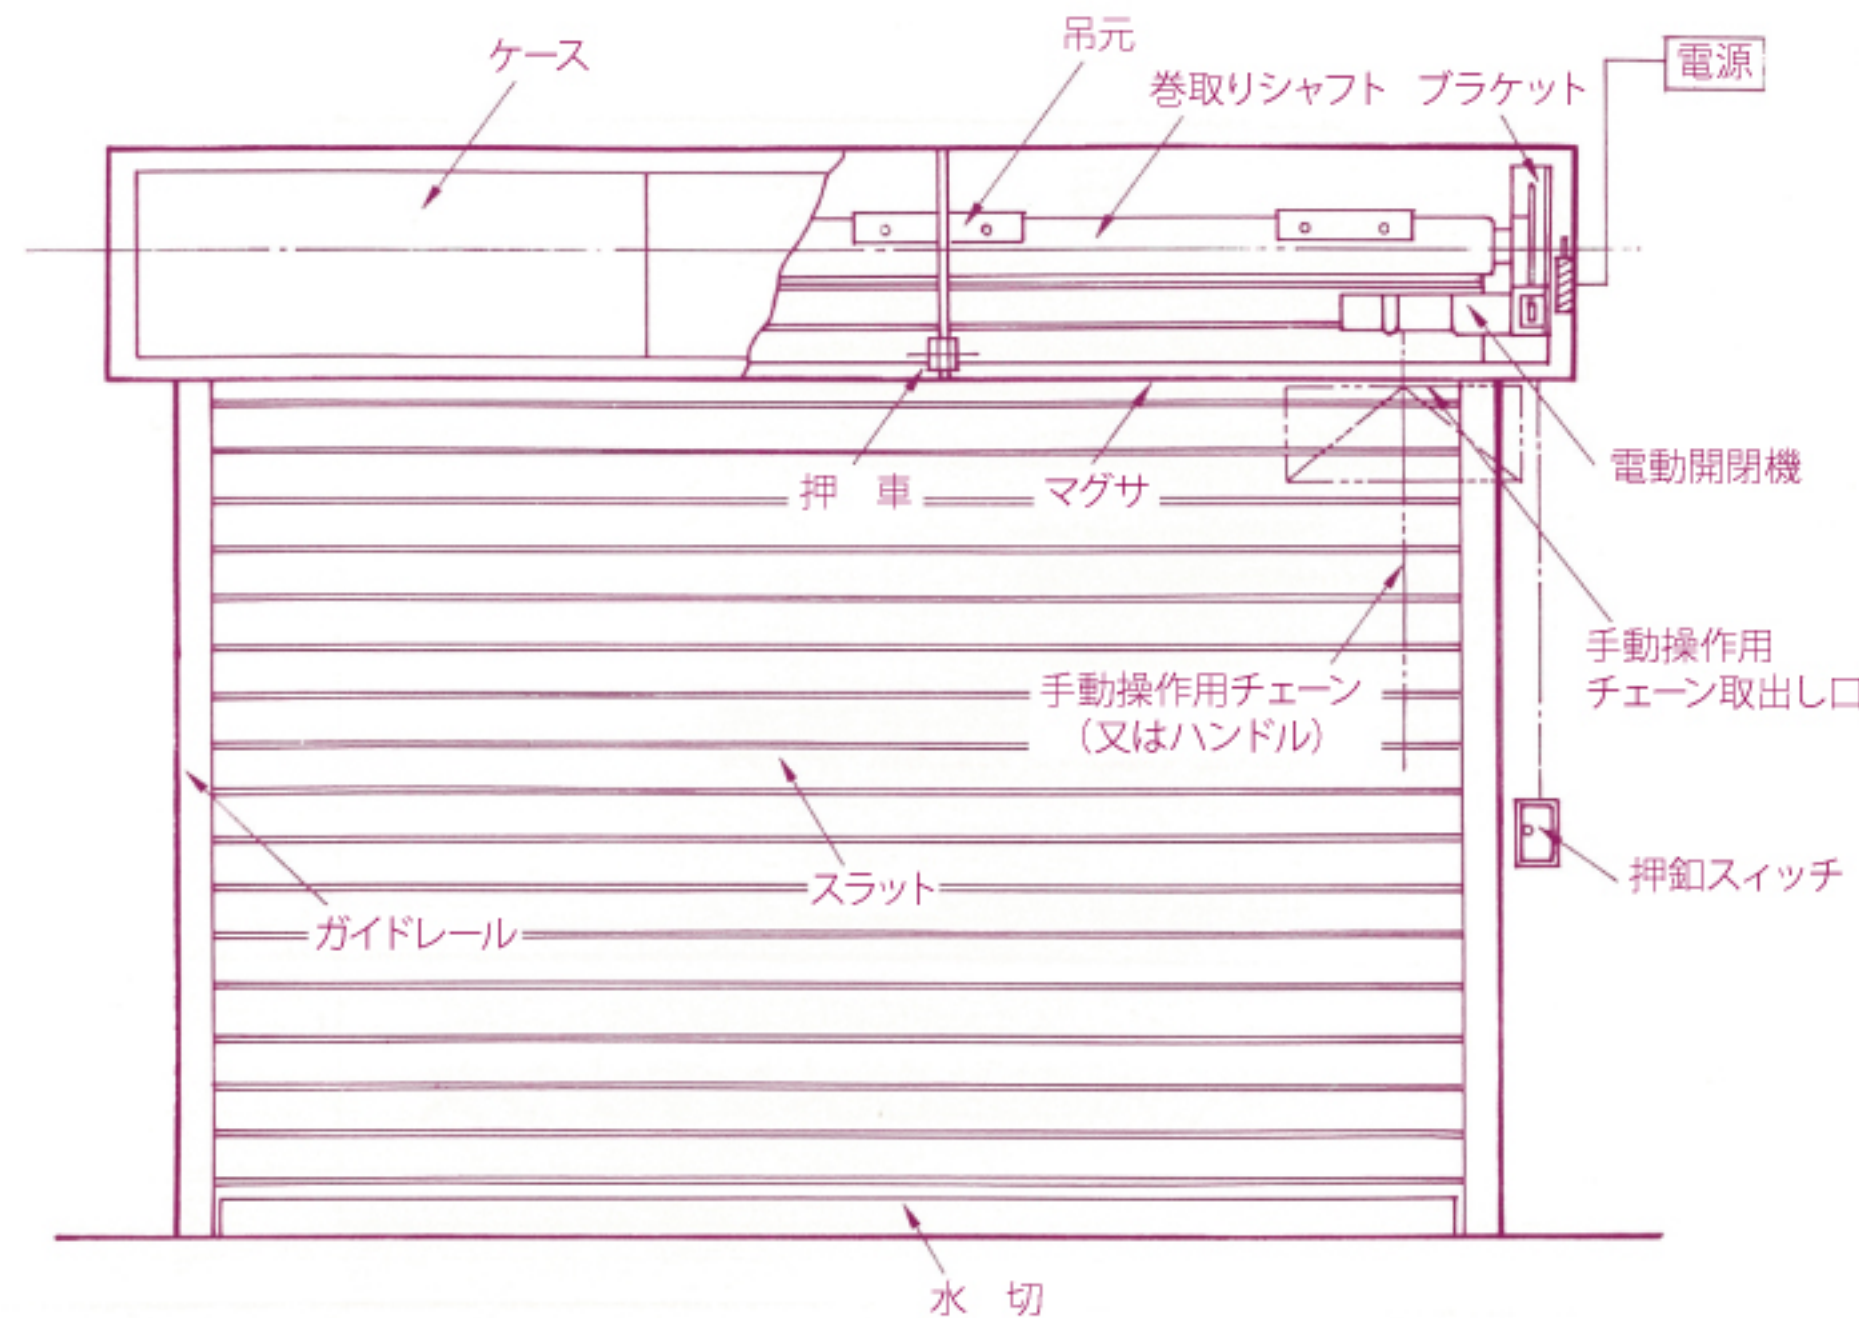 吊元
ケース
電源
巻取りシャフト
ブラケット
電動開閉機
押 車
マグサ
手動操作用
チェーン取出し口
手動操作用チェーン
(又はハンドル)
押釦スィッチ
スラット
ガイドレール
水 切